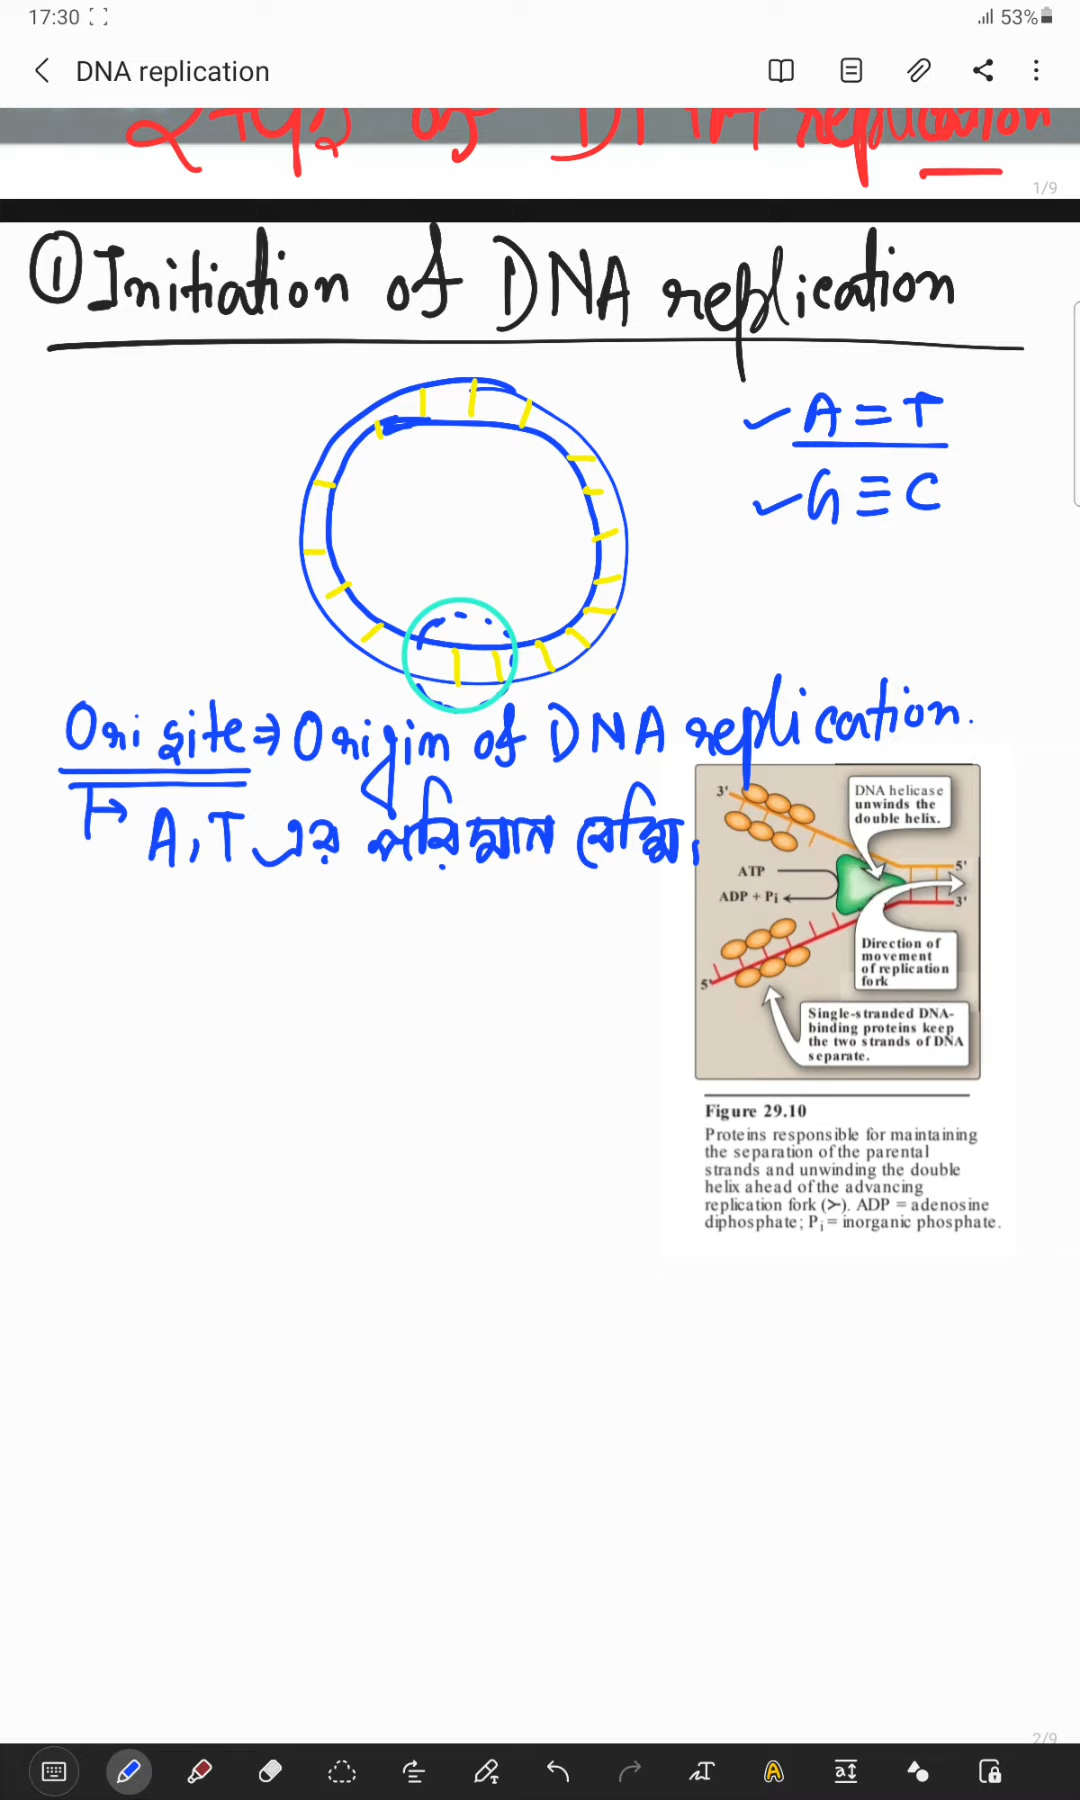 17:30 53%
DNA replication
of DNA replication
1/9
① Initiation of DNA replication
A = T
G ≡ C
Ori site ⇒ Origin of DNA replication.
A, T এর পরিমান বেশি।
3'
DNA helicase
unwinds the
double helix.
ATP
5'
ADP + Pi
3'
Direction of
movement
of replication
fork
5'
Single-stranded DNA-
binding proteins keep
the two strands of DNA
separate.
Figure 29.10
Proteins responsible for maintaining
the separation of the parental
strands and unwinding the double
helix ahead of the advancing
replication fork (≻). ADP = adenosine
diphosphate; Pi = inorganic phosphate.
2/9